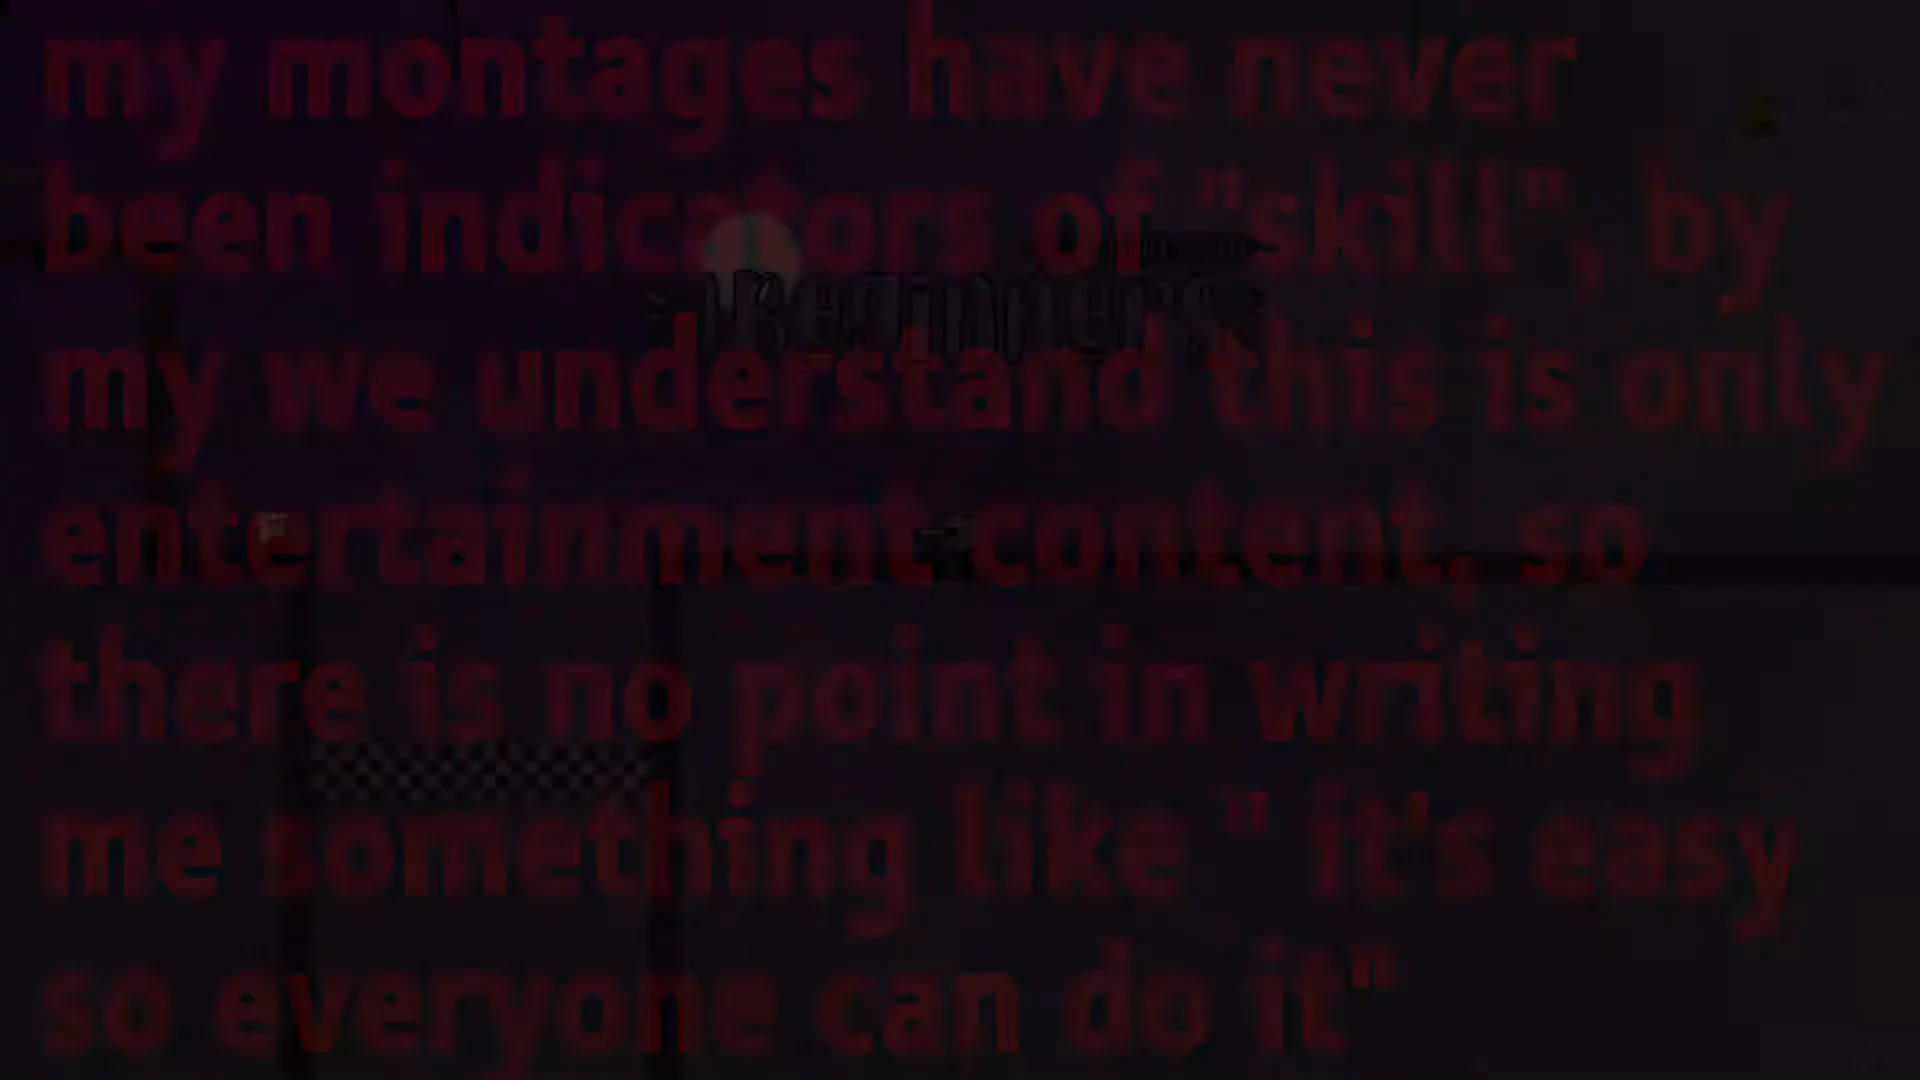 my montages have never
been indicators of "skill", by
Beginners
my we understand this is only
entertainment content, so
there is no point in writing
me something like " it's easy
so everyone can do it"